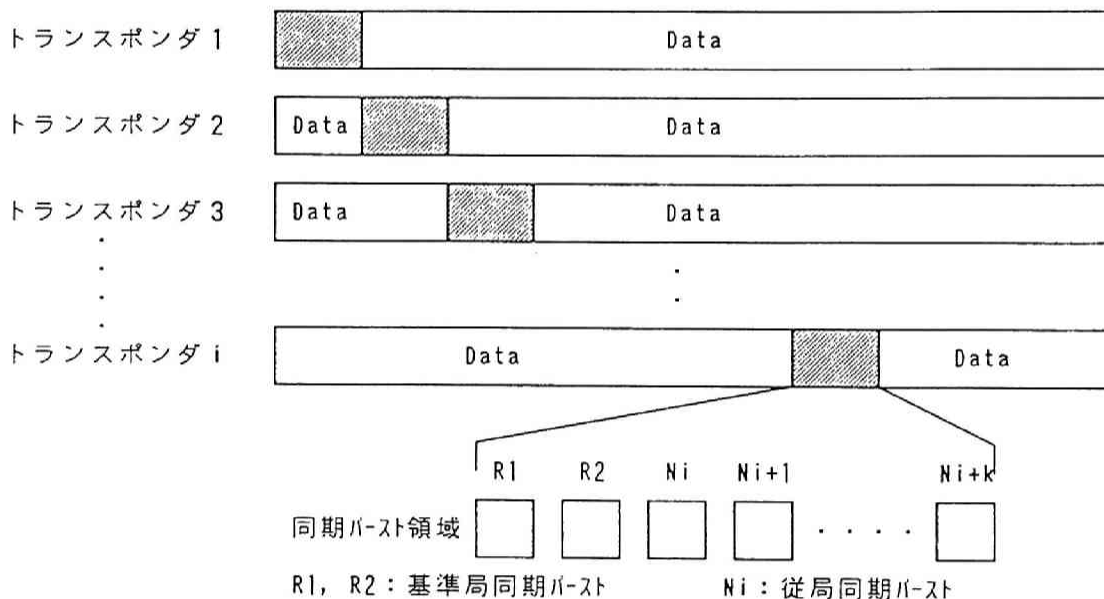 トランスポンダ1 Data
トランスポンダ2 Data Data
トランスポンダ3 Data Data
トランスポンダi Data Data
R1 R2 Ni Ni+1 Ni+k
同期バースト領域 ・・・・
R1, R2:基準局同期バースト Ni:従局同期バースト